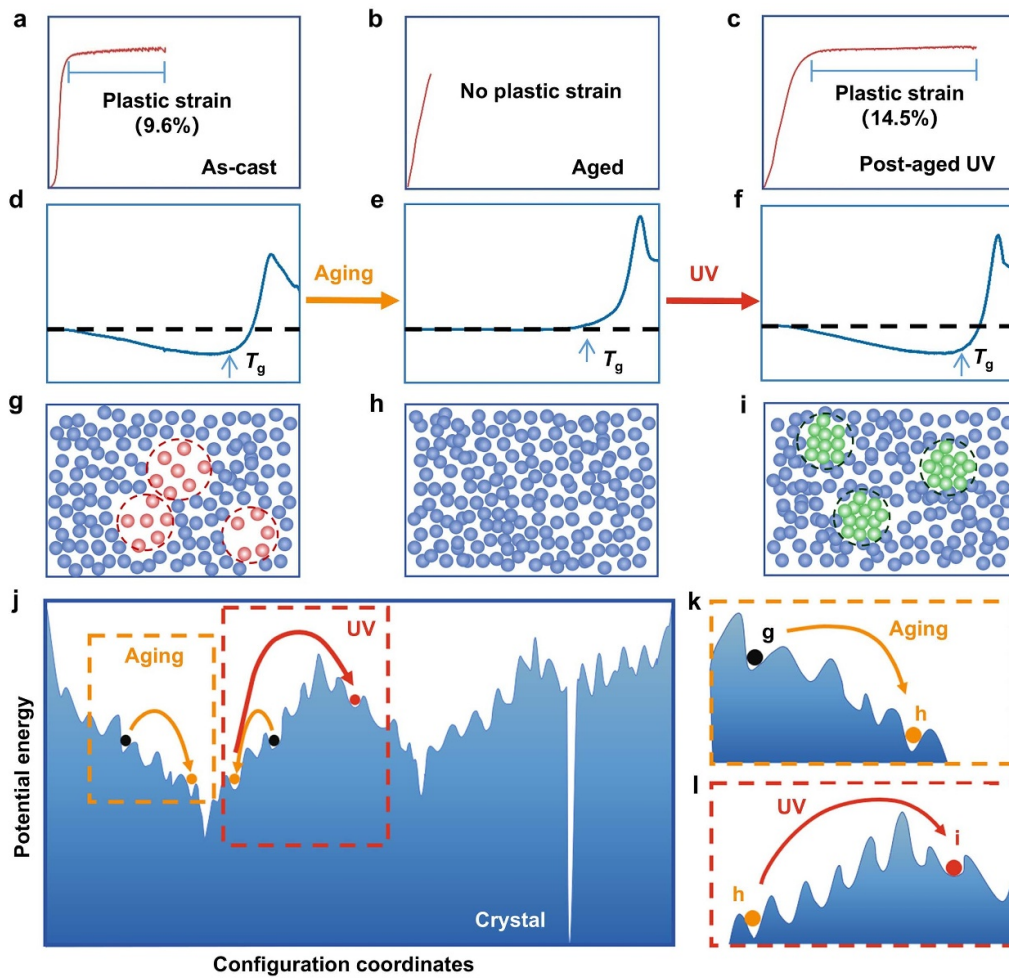 a
b
c
Plastic strain
(9.6%)
As-cast
No plastic strain
Aged
Plastic strain
(14.5%)
Post-aged UV
d
e
f
Aging
UV
Tg
Tg
Tg
g
h
i
j
Aging
UV
Potential energy
Crystal
Configuration coordinates
k
g
Aging
h
l
UV
i
h